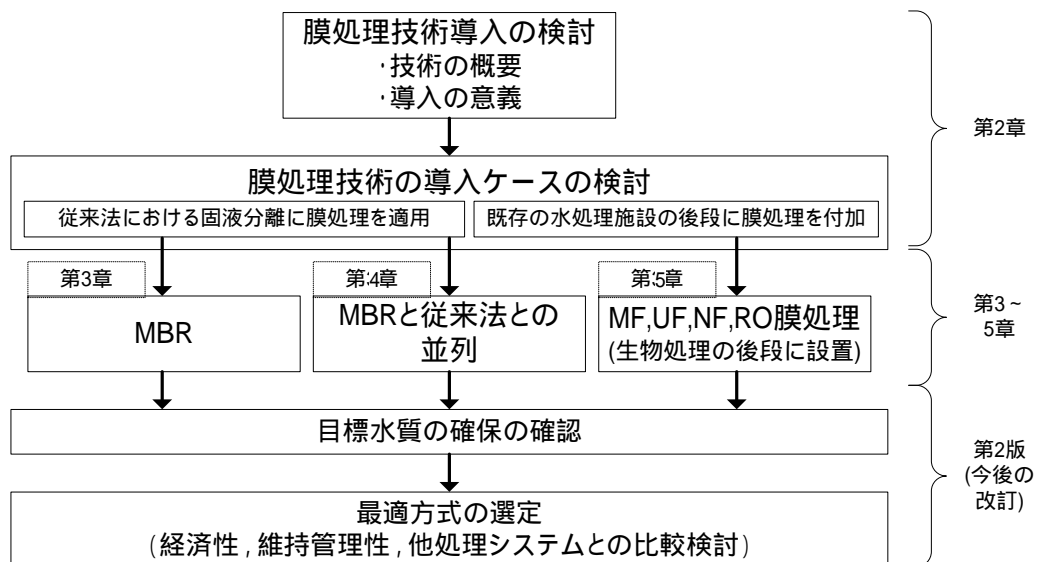 膜処理技術導入の検討
・技術の概要
・導入の意義
第2章
膜処理技術の導入ケースの検討
従来法における固液分離に膜処理を適用
既存の水処理施設の後段に膜処理を付加
第3章
MBR
第4章
MBRと従来法との
並列
第5章
MF,UF,NF,RO膜処理
(生物処理の後段に設置)
第3~
5章
目標水質の確保の確認
最適方式の選定
(経済性,維持管理性,他処理システムとの比較検討)
第2版
(今後の
改訂)